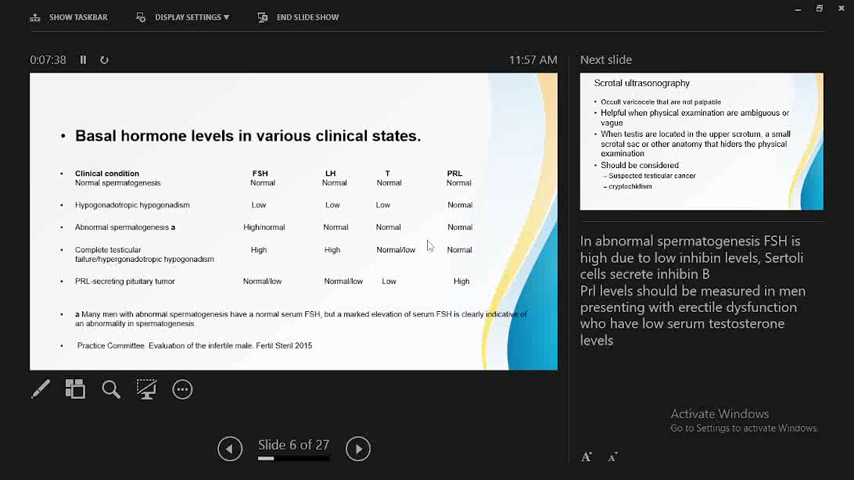 SHOW TASKBAR
DISPLAY SETTINGS ▼
END SLIDE SHOW
0:07:38
11:57 AM
• Basal hormone levels in various clinical states.
• Clinical condition FSH LH T PRL
Normal spermatogenesis Normal Normal Normal Normal
• Hypogonadotropic hypogonadism Low Low Low Normal
• Abnormal spermatogenesis a High/normal Normal Normal Normal
• Complete testicular High High Normal/low Normal
failure/hypergonadotropic hypogonadism
• PRL-secreting pituitary tumor Normal/low Normal/low Low High
• a Many men with abnormal spermatogenesis have a normal serum FSH, but a marked elevation of serum FSH is clearly indicative of
an abnormality in spermatogenesis
• Practice Committee. Evaluation of the infertile male. Fertil Steril 2015
Slide 6 of 27
Next slide
Scrotal ultrasonography
• Occult varicocele that are not palpable
• Helpful when physical examination are ambigous or
vague
• When testis are located in the upper scrotum, a small
scrotal sac or other anatomy that hiders the physical
examination
• Should be considered
– Suspected testicular cancer
– cryptochidism
In abnormal spermatogenesis FSH is
high due to low inhibin levels, Sertoli
cells secrete inhibin B
Prl levels should be measured in men
presenting with erectile dysfunction
who have low serum testosterone
levels
Activate Windows
Go to Settings to activate Windows.
A A